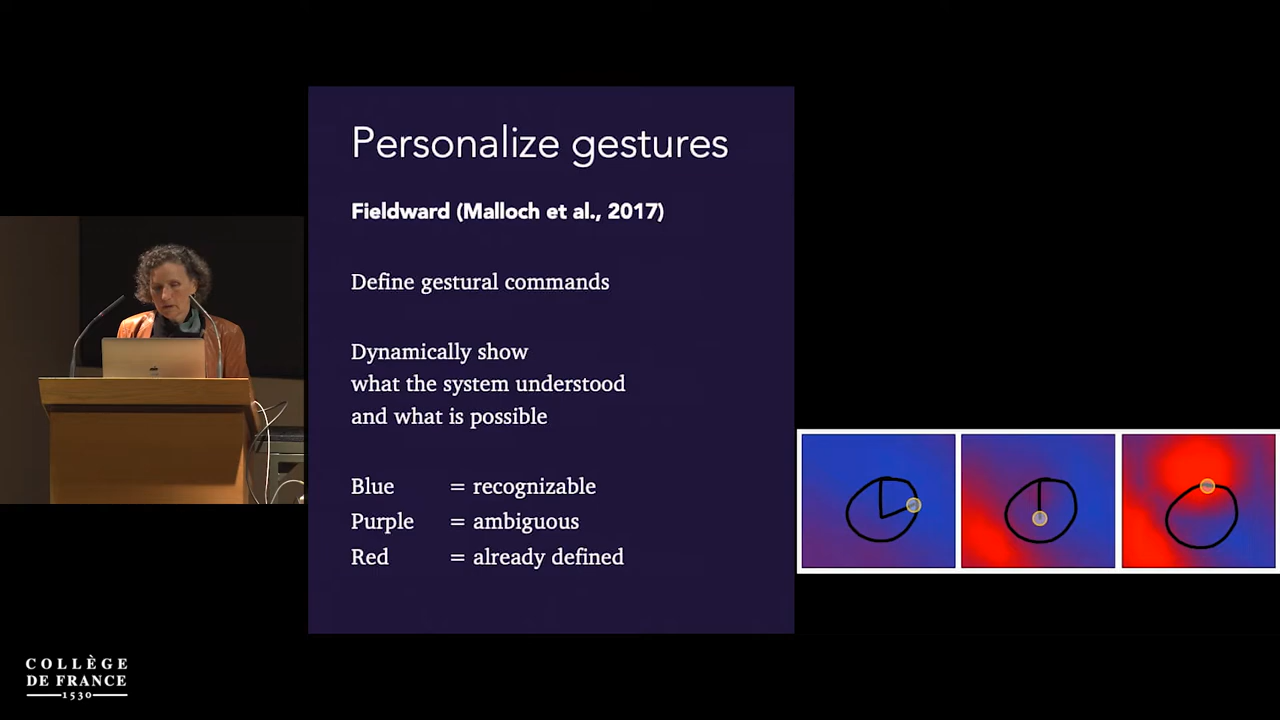 Personalize gestures
Fieldward (Malloch et al., 2017)
Define gestural commands
Dynamically show
what the system understood
and what is possible
Blue = recognizable
Purple = ambiguous
Red = already defined
COLLÈGE
DE FRANCE
1530